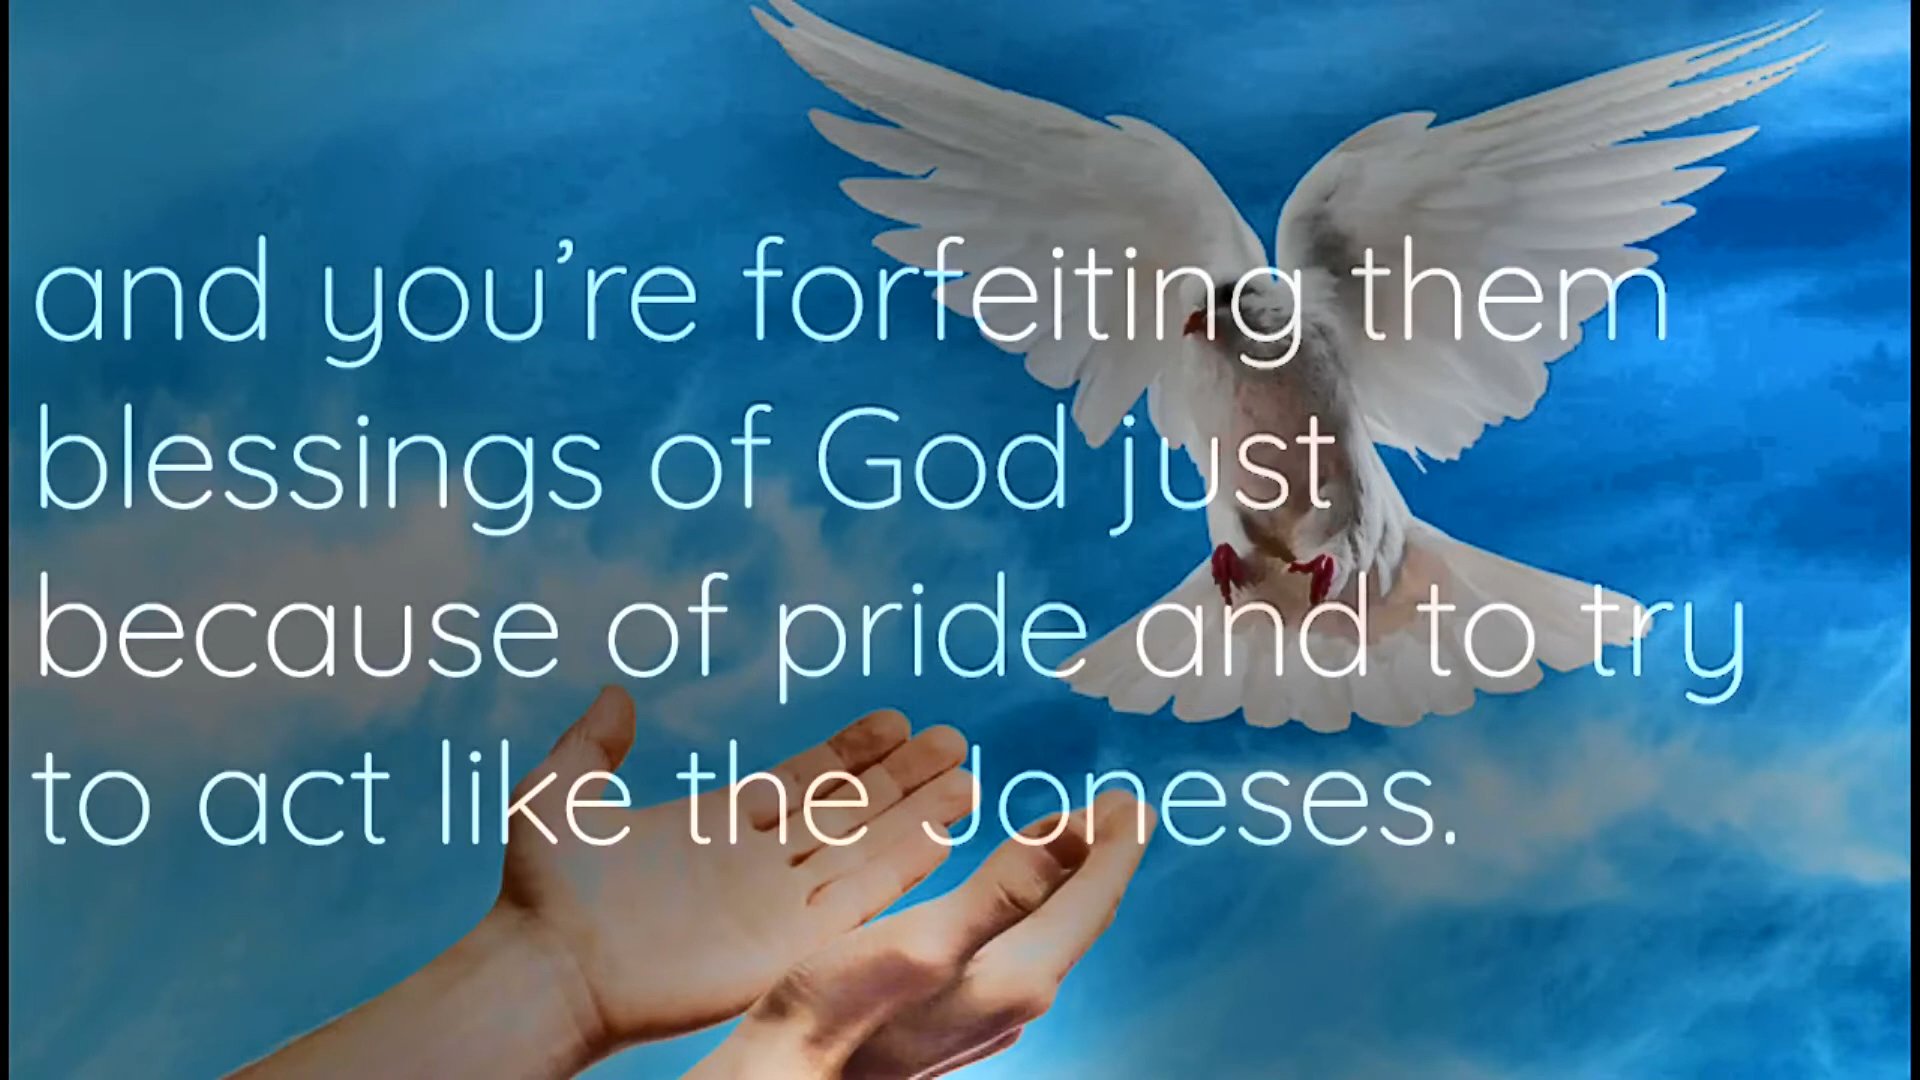 and you’re forfeiting them
blessings of God just
because of pride and to try
to act like the Joneses.